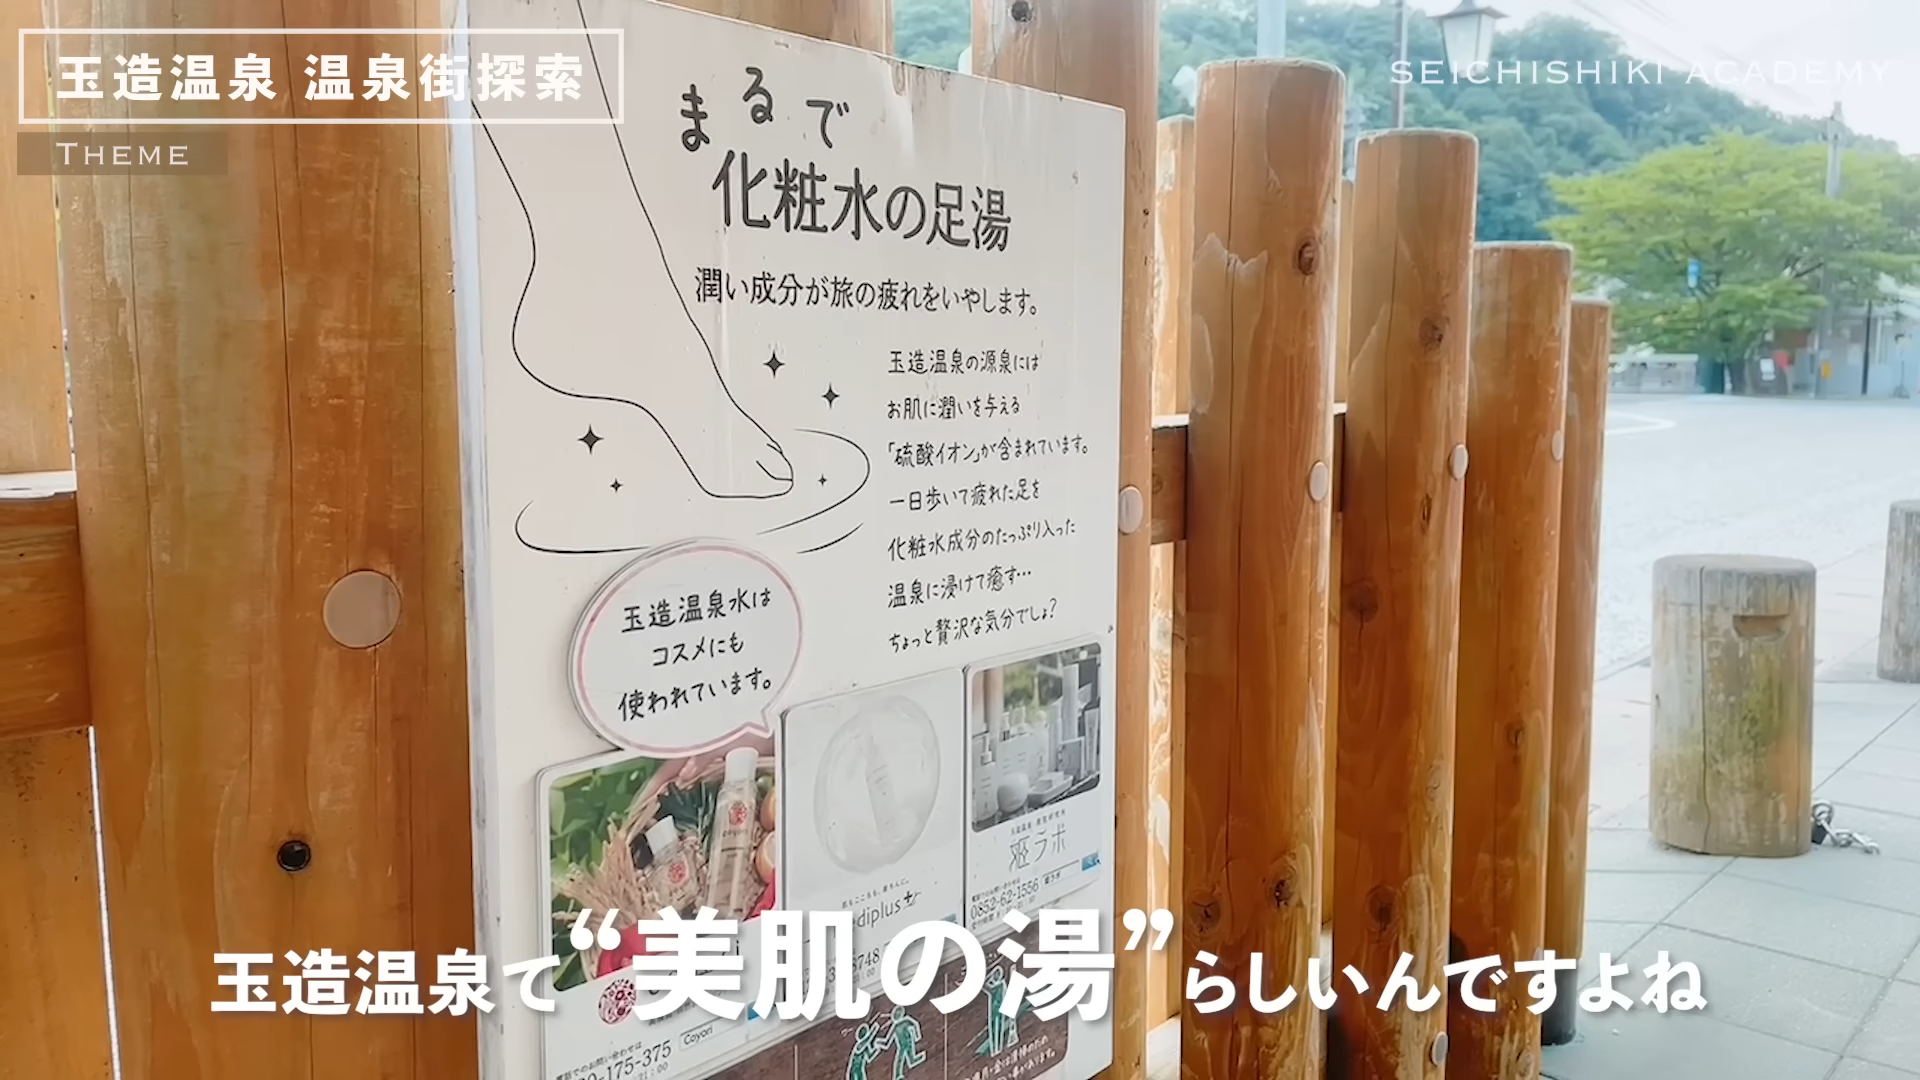 玉造温泉 温泉街探索
THEME
SEICHISHIKI ACADEMY
まるで
化粧水の足湯
潤い成分が旅の疲れをいやします。
玉造温泉の源泉には
お肌に潤いを与える
「硫酸イオン」が含まれています。
一日歩いて疲れた足を
化粧水成分のたっぷり入った
温泉に浸けて癒す…
ちょっと贅沢な気分でしょ?
玉造温泉水は
コスメにも
使われています。
姫ラボ
0852-62-1556
diplus+
Coyori
-175-375
玉造温泉て“美肌の湯”らしいんですよね